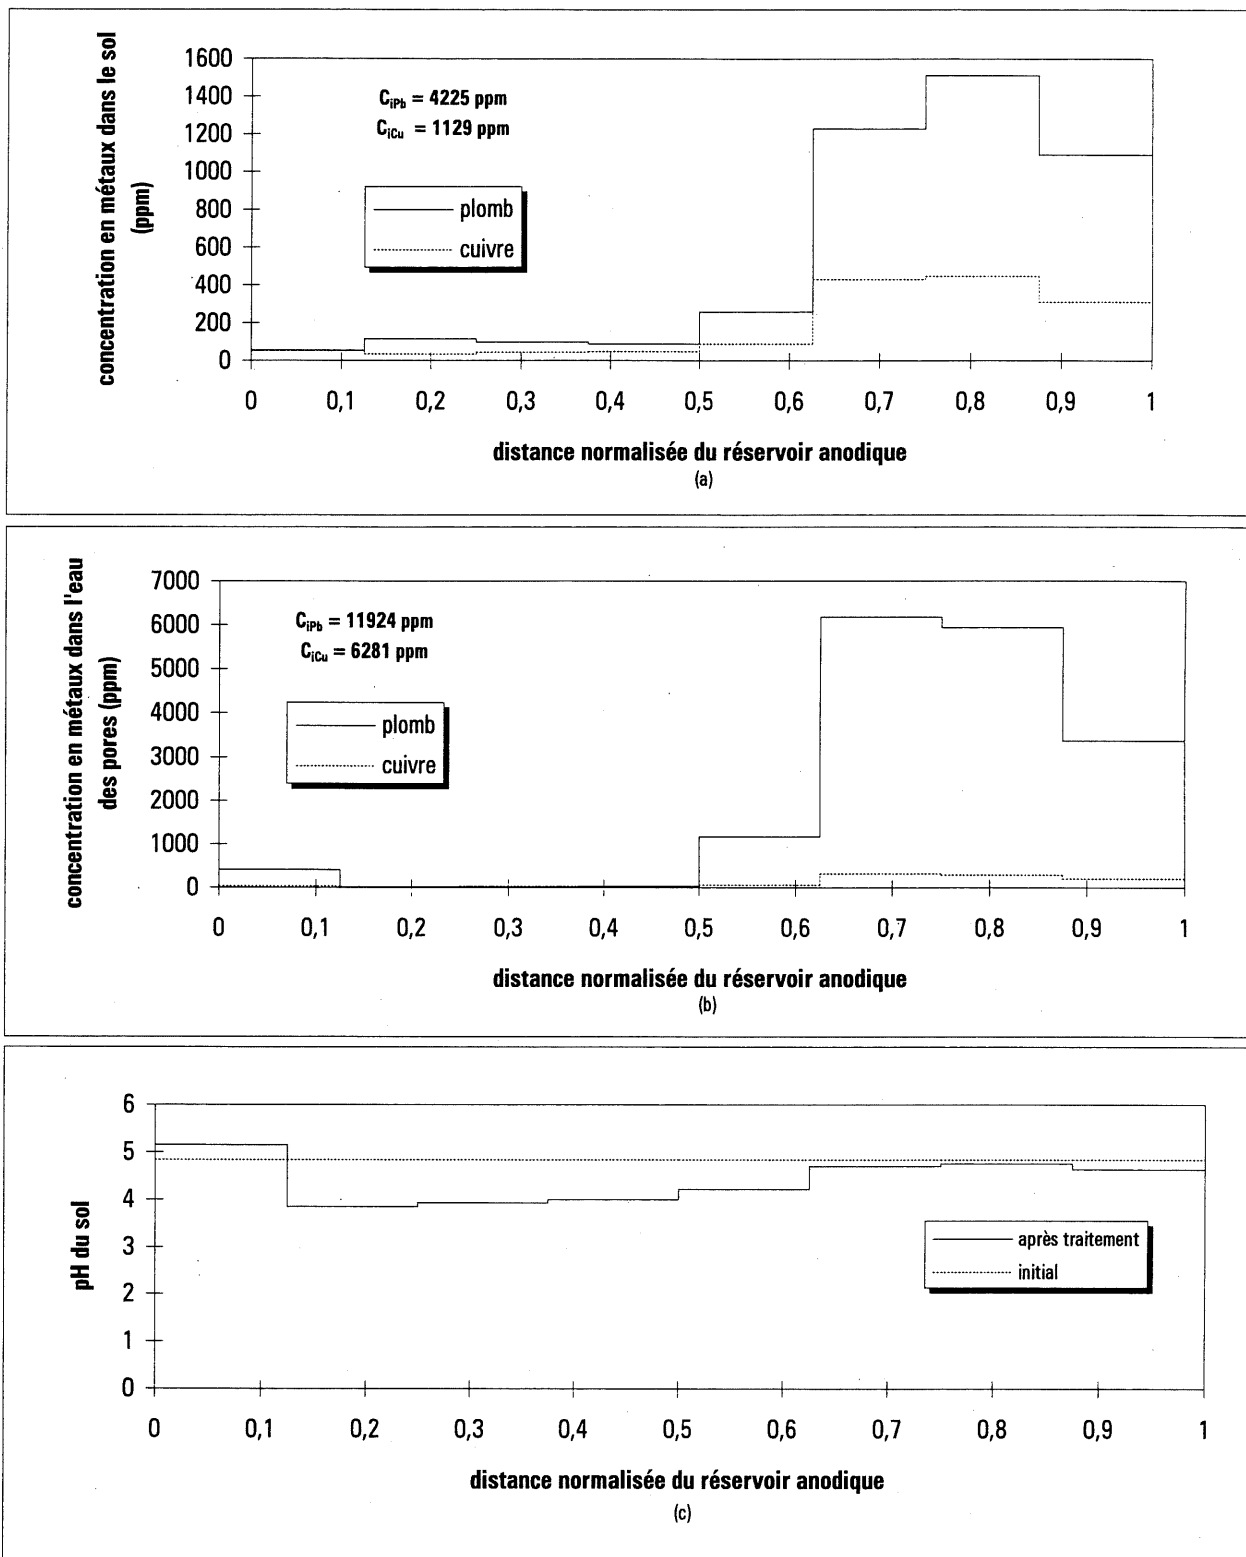 concentration en métaux dans le sol
(ppm)
1600
1400
1200
1000
800
600
400
200
0
C_iPb = 4225 ppm
C_iCu = 1129 ppm
plomb
cuivre
0 0,1 0,2 0,3 0,4 0,5 0,6 0,7 0,8 0,9 1
distance normalisée du réservoir anodique
(a)
concentration en métaux dans l'eau
des pores (ppm)
7000
6000
5000
4000
3000
2000
1000
0
C_iPb = 11924 ppm
C_iCu = 6281 ppm
plomb
cuivre
0 0,1 0,2 0,3 0,4 0,5 0,6 0,7 0,8 0,9 1
distance normalisée du réservoir anodique
(b)
pH du sol
6
5
4
3
2
1
0
après traitement
initial
0 0,1 0,2 0,3 0,4 0,5 0,6 0,7 0,8 0,9 1
distance normalisée du réservoir anodique
(c)